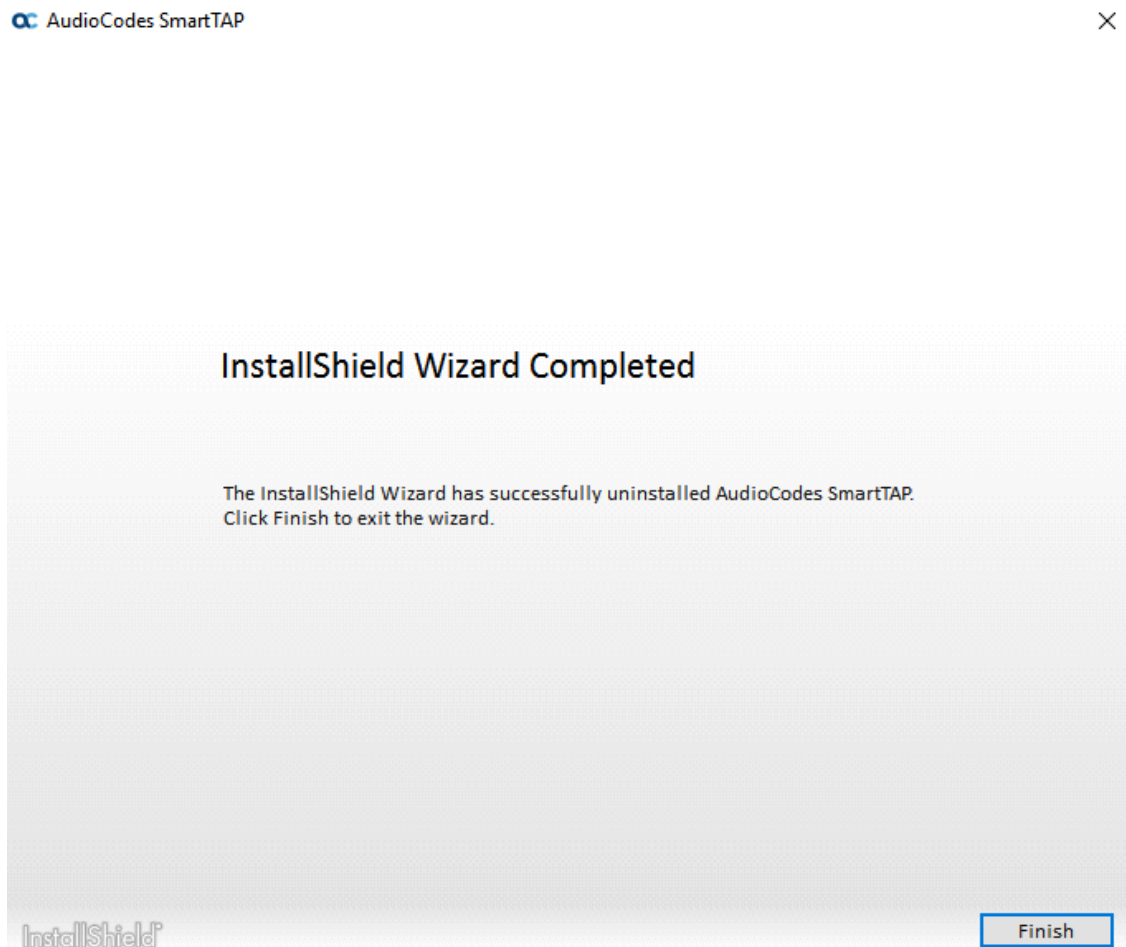 AudioCodes SmartTAP
InstallShield Wizard Completed
The InstallShield Wizard has successfully uninstalled AudioCodes SmartTAP.
Click Finish to exit the wizard.
InstallShield
Finish